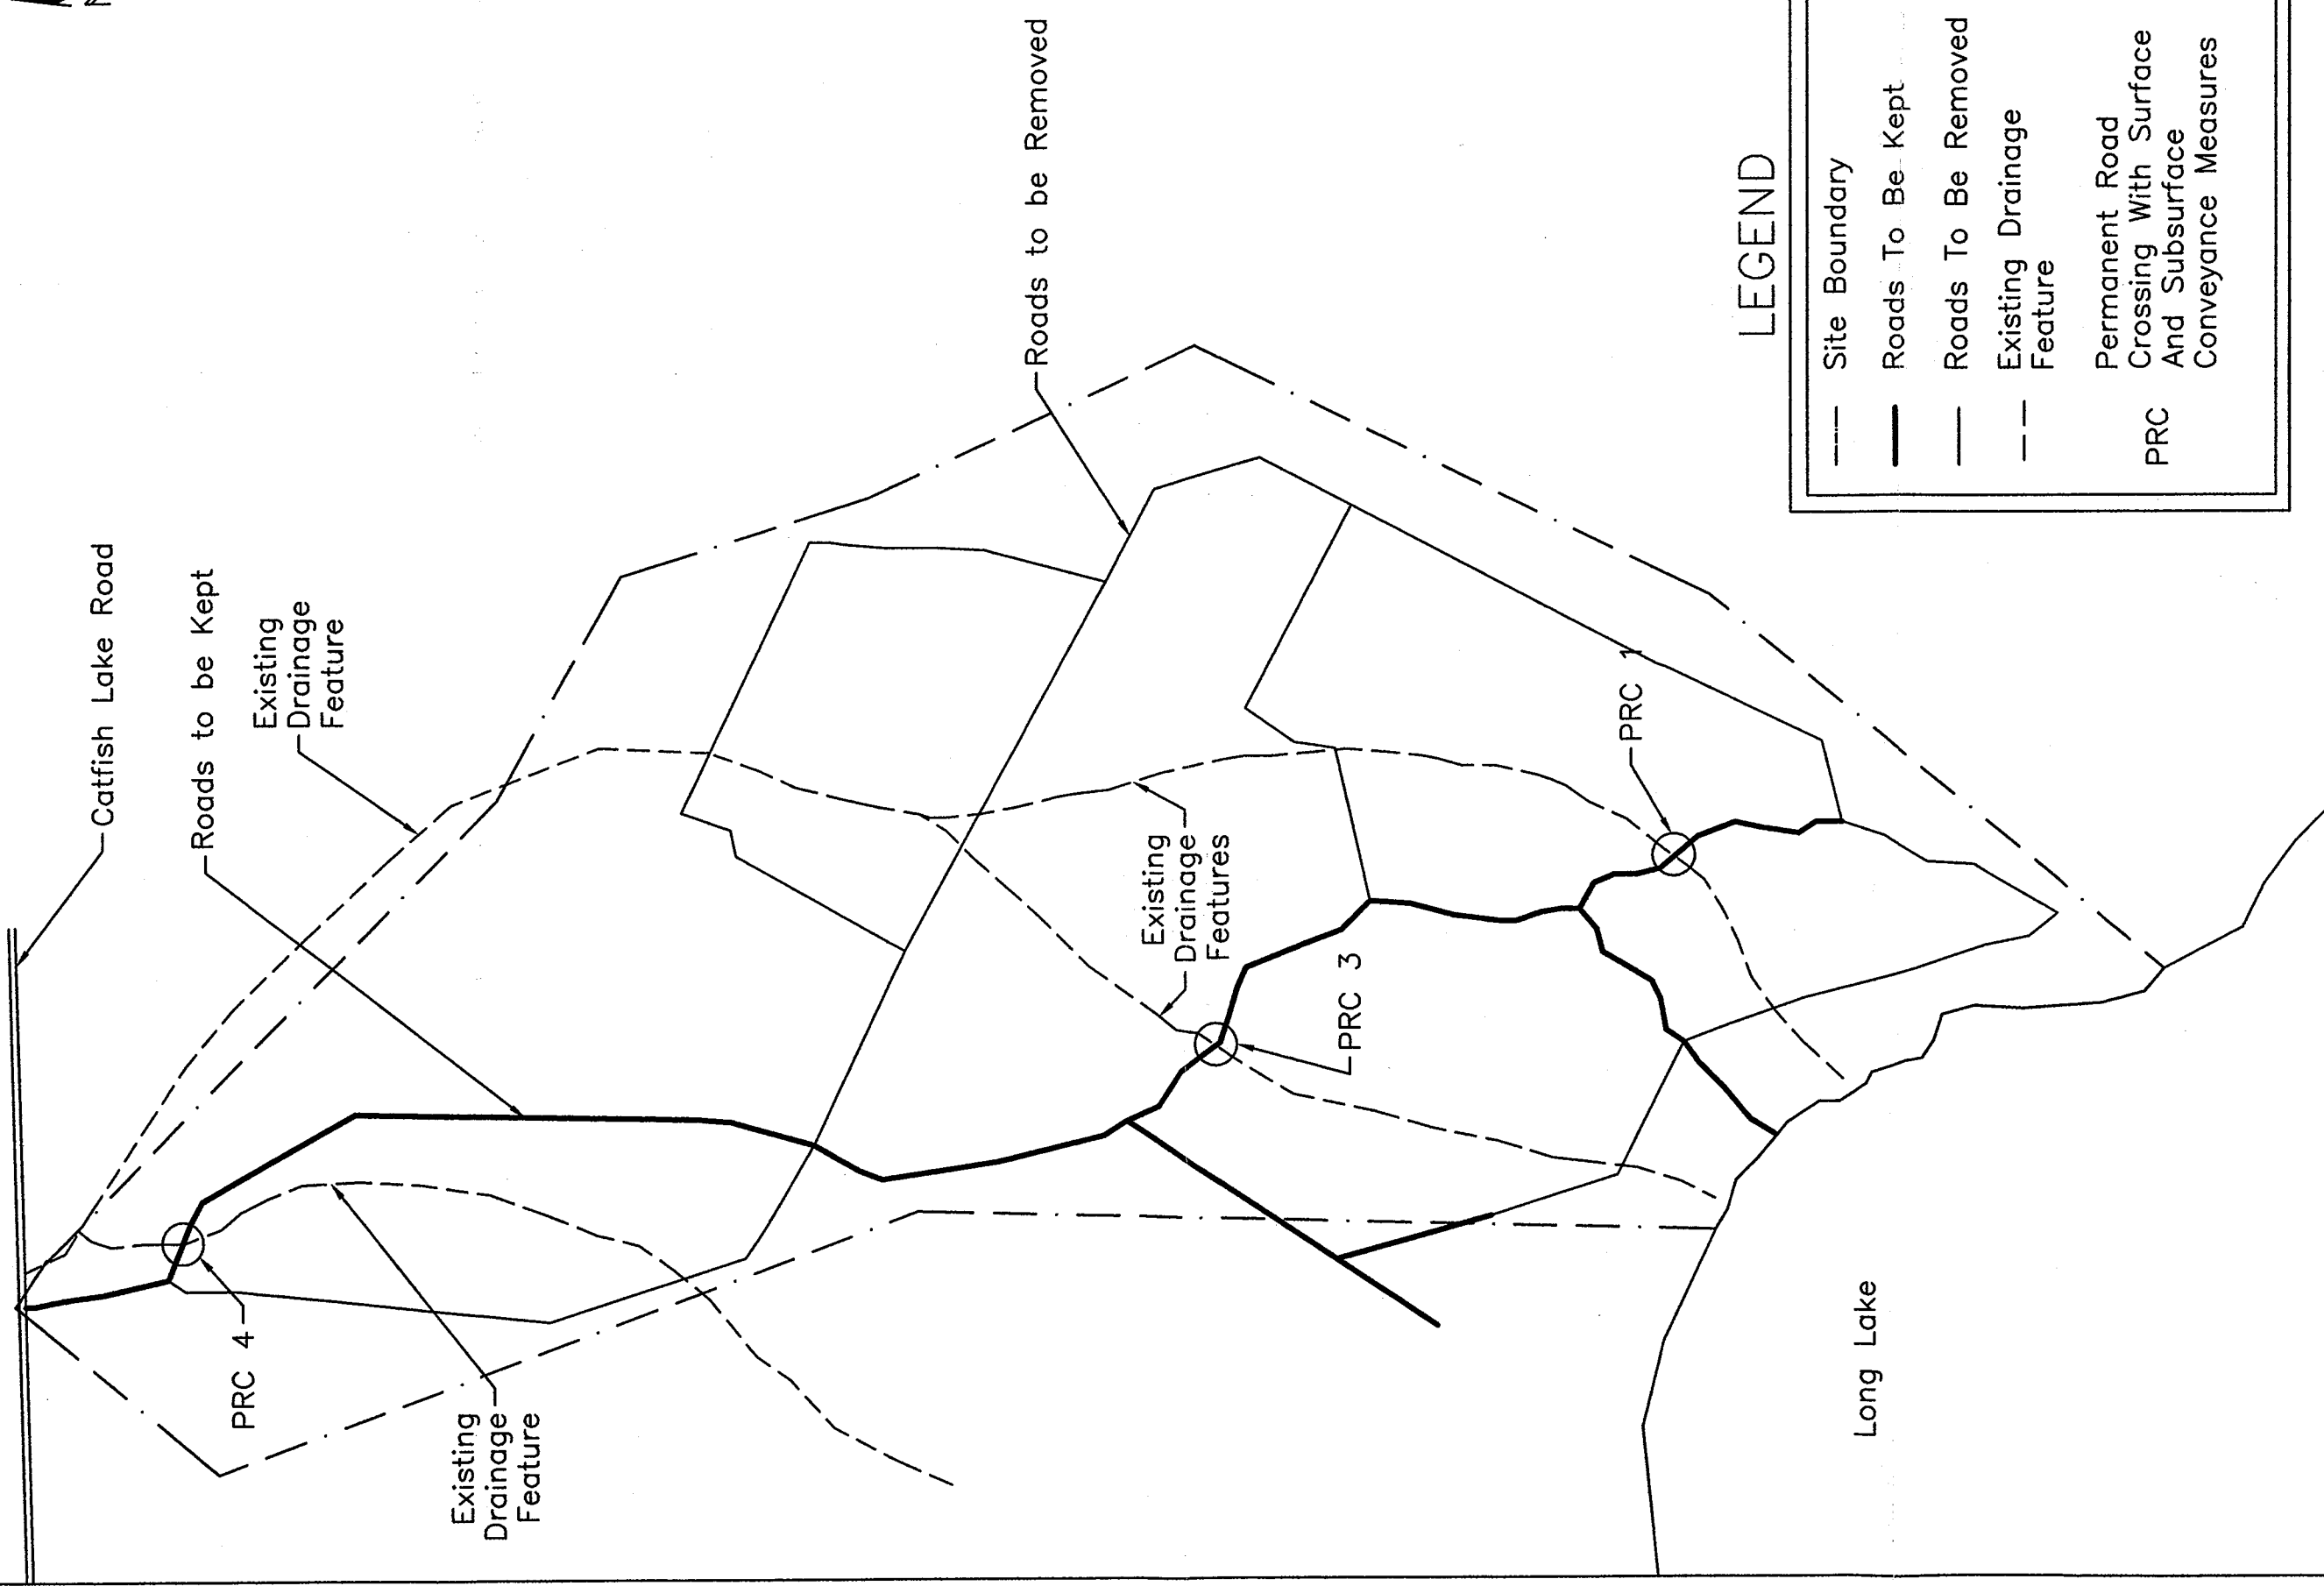 Catfish Lake Road
Roads to be Kept
Existing
Drainage
Feature
Roads to be Removed
PRC 4
Existing
Drainage
Feature
Existing
Drainage
Features
PRC 3
PRC 1
Long Lake
LEGEND
Site Boundary
Roads To Be Kept
Roads To Be Removed
Existing Drainage
Feature
PRC
Permanent Road
Crossing With Surface
And Subsurface
Conveyance Measures